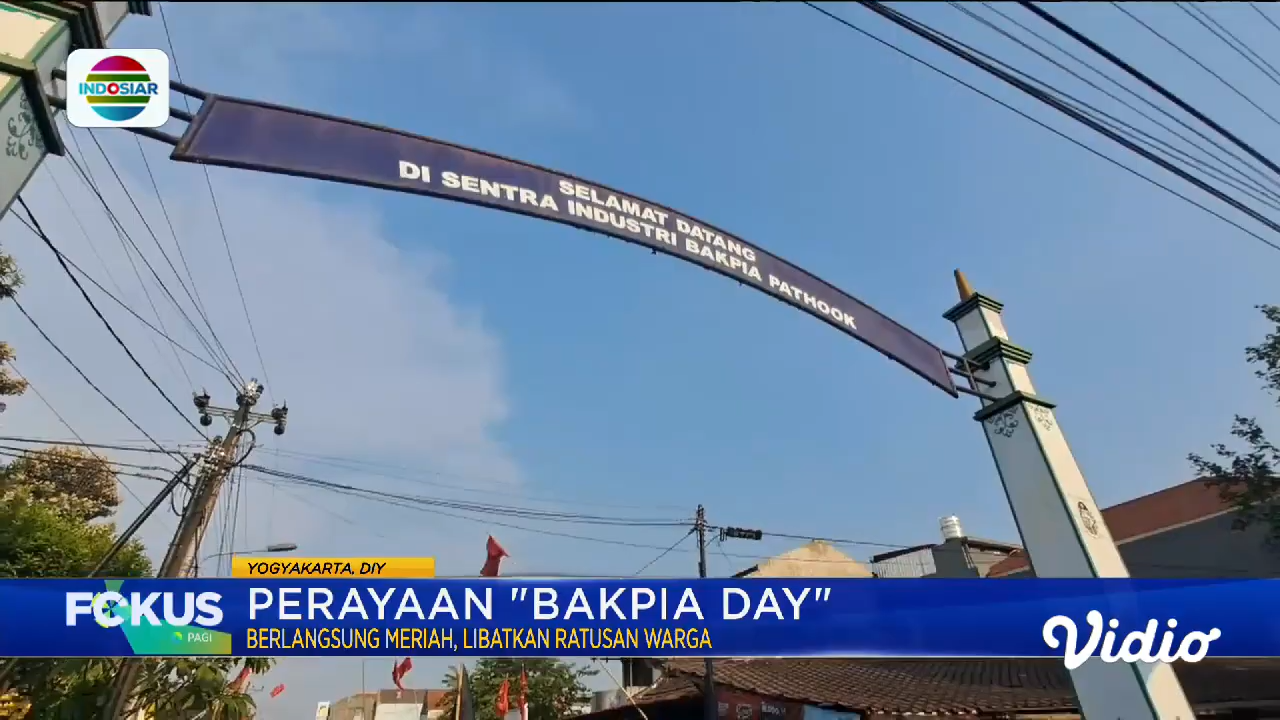 INDOSIAR
SELAMAT DATANG
DI SENTRA INDUSTRI BAKPIA PATHOOK
YOGYAKARTA, DIY
FOKUS
PAGI
PERAYAAN "BAKPIA DAY"
BERLANGSUNG MERIAH, LIBATKAN RATUSAN WARGA
Vidio